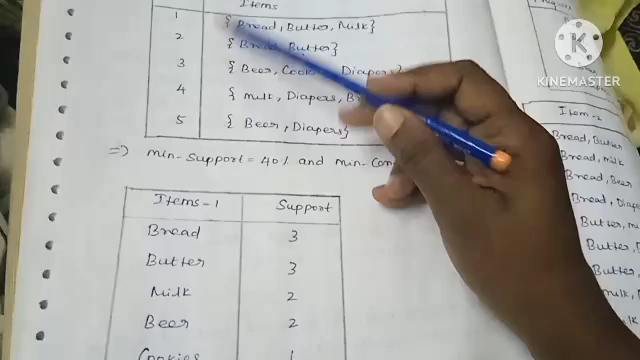 Items
1 { Bread, Butter, Milk}
2 { Bread, Butter}
3 { Beer, Diapers}
4 { Milk, Diapers,
5 { Beer, Diapers}
=> min-Support = 40% and min-
Items-1 Support
Bread 3
Butter 3
Milk 2
Beer 2
Cookies 1
KINEMASTER
Item-2
Bread, Butter
Bread, Milk
Bread, Beer
Bread,
Butter,
Butter,
Butter,